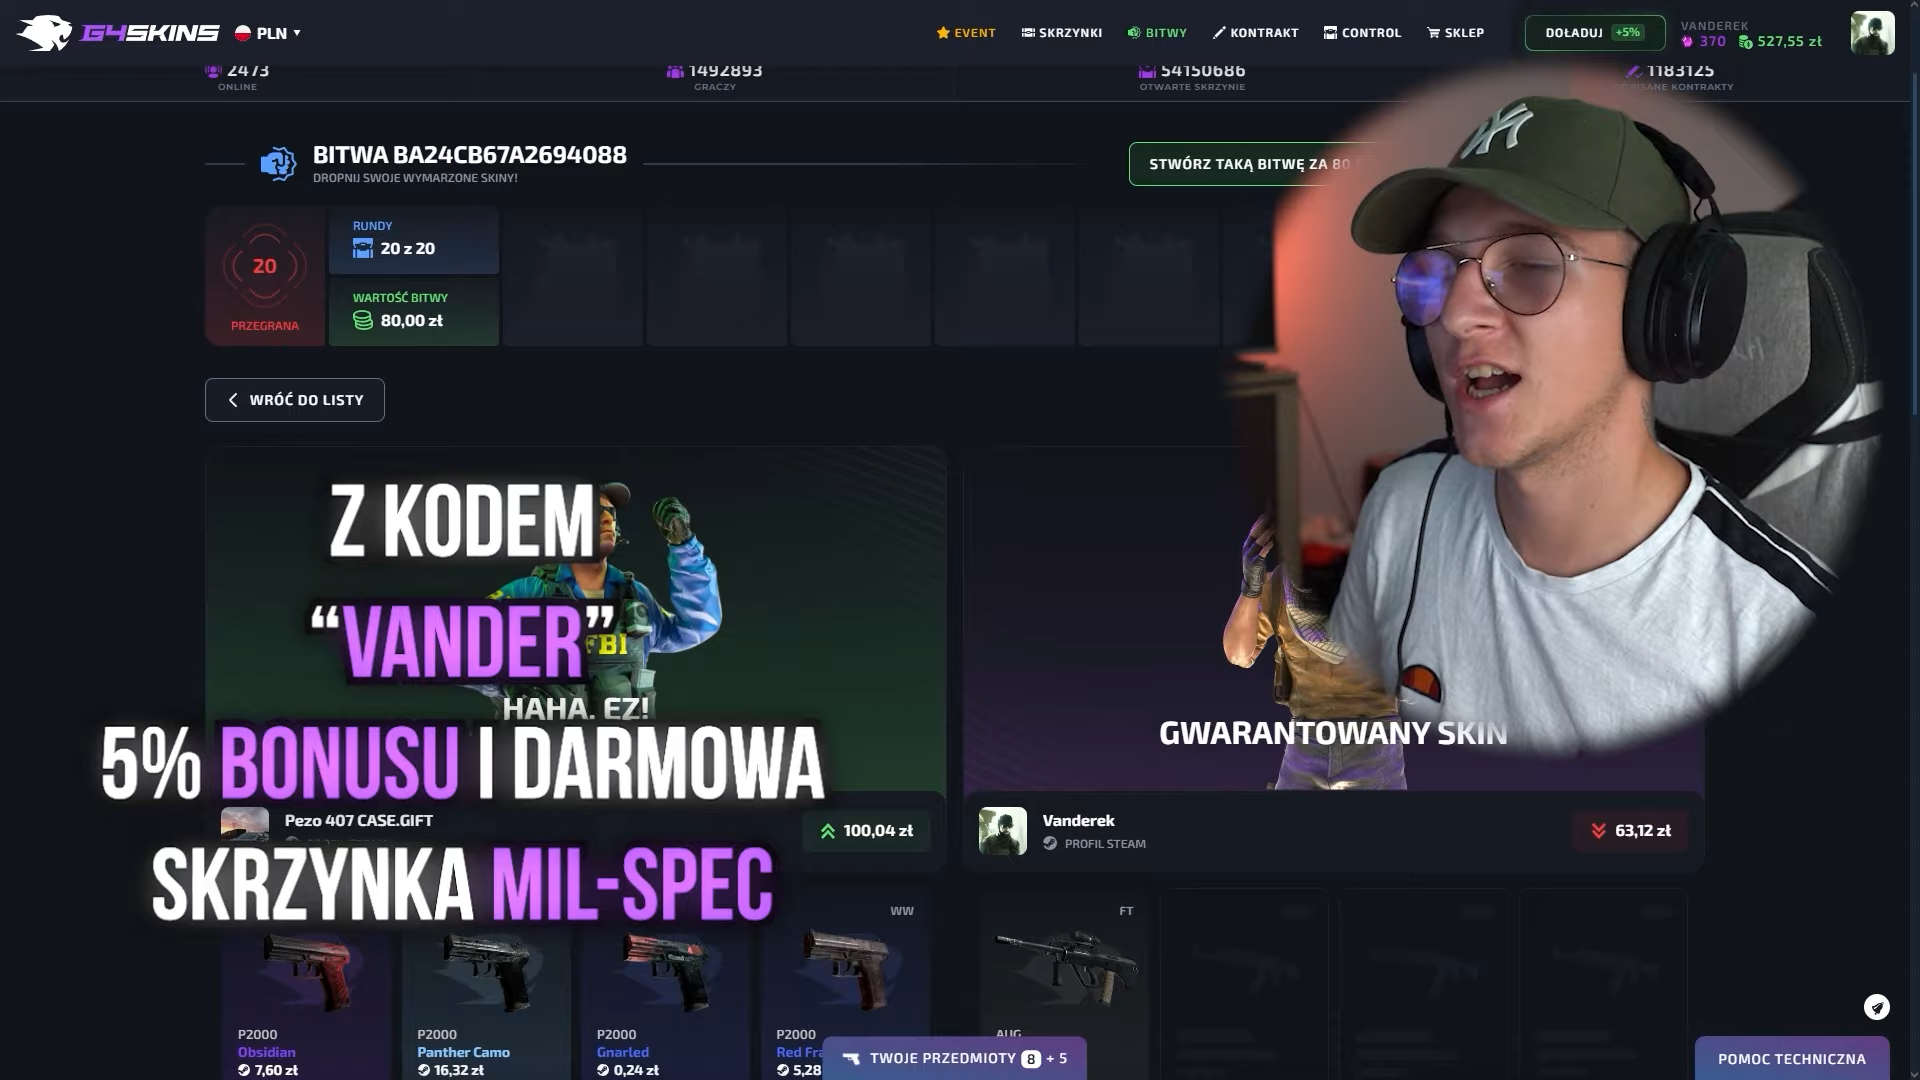 G4SKINS
PLN
EVENT
SKRZYNKI
BITWY
KONTRAKT
CONTROL
SKLEP
DOŁADUJ +5%
VANDEREK
370 527,55 zł
2473
ONLINE
1492893
GRACZY
54150686
OTWARTE SKRZYNIE
1183125
KONTRAKTY
BITWA BA24CB67A2694088
DROPNIJ SWOJE WYMARZONE SKINY!
STWÓRZ TAKĄ BITWĘ ZA 80
20
PRZEGRANA
RUNDY
20 z 20
WARTOŚĆ BITWY
80,00 zł
WRÓĆ DO LISTY
Z KODEM
“VANDER”
FBI
HAHA, EZ!
5% BONUSU I DARMOWA
SKRZYNKA MIL-SPEC
GWARANTOWANY SKIN
Pezo 407 CASE.GIFT
100,04 zł
Vanderek
PROFIL STEAM
63,12 zł
WW
FT
P2000
Obsidian
7,60 zł
P2000
Panther Camo
16,32 zł
P2000
Gnarled
0,24 zł
P2000
Red Fra
5,28
AUG
TWOJE PRZEDMIOTY 8 + 5
POMOC TECHNICZNA